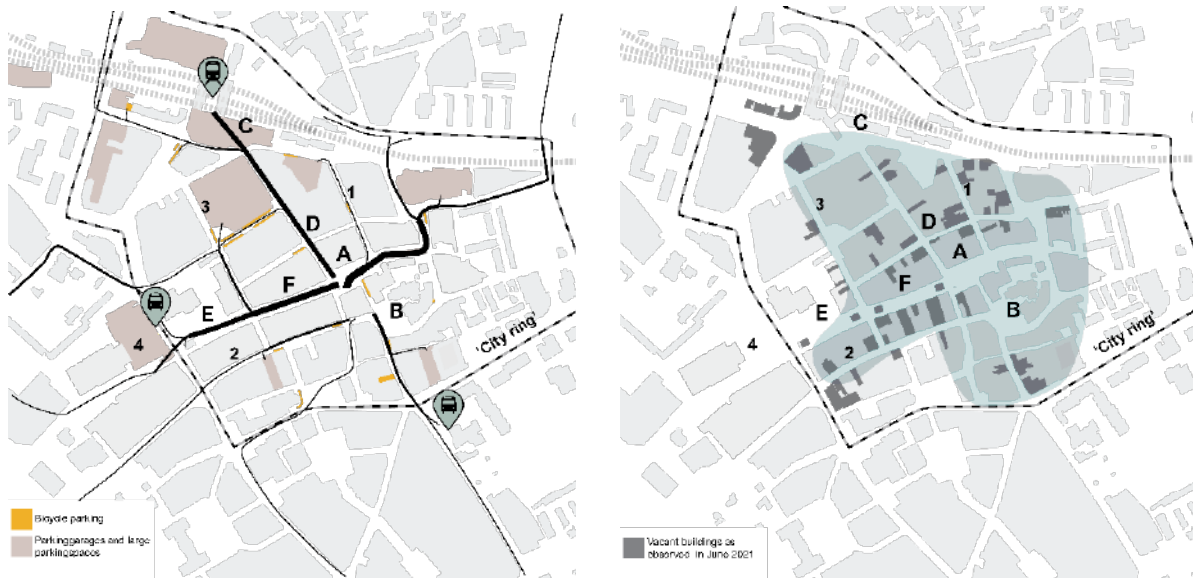 C
1
3
D
A
F
B
E
'City ring'
4
2
Bicycle parking
Parkinggarages and large
parkingspaces
C
1
3
D
A
F
B
E
'City ring'
4
2
Vacant buildings as
observed in June 2021